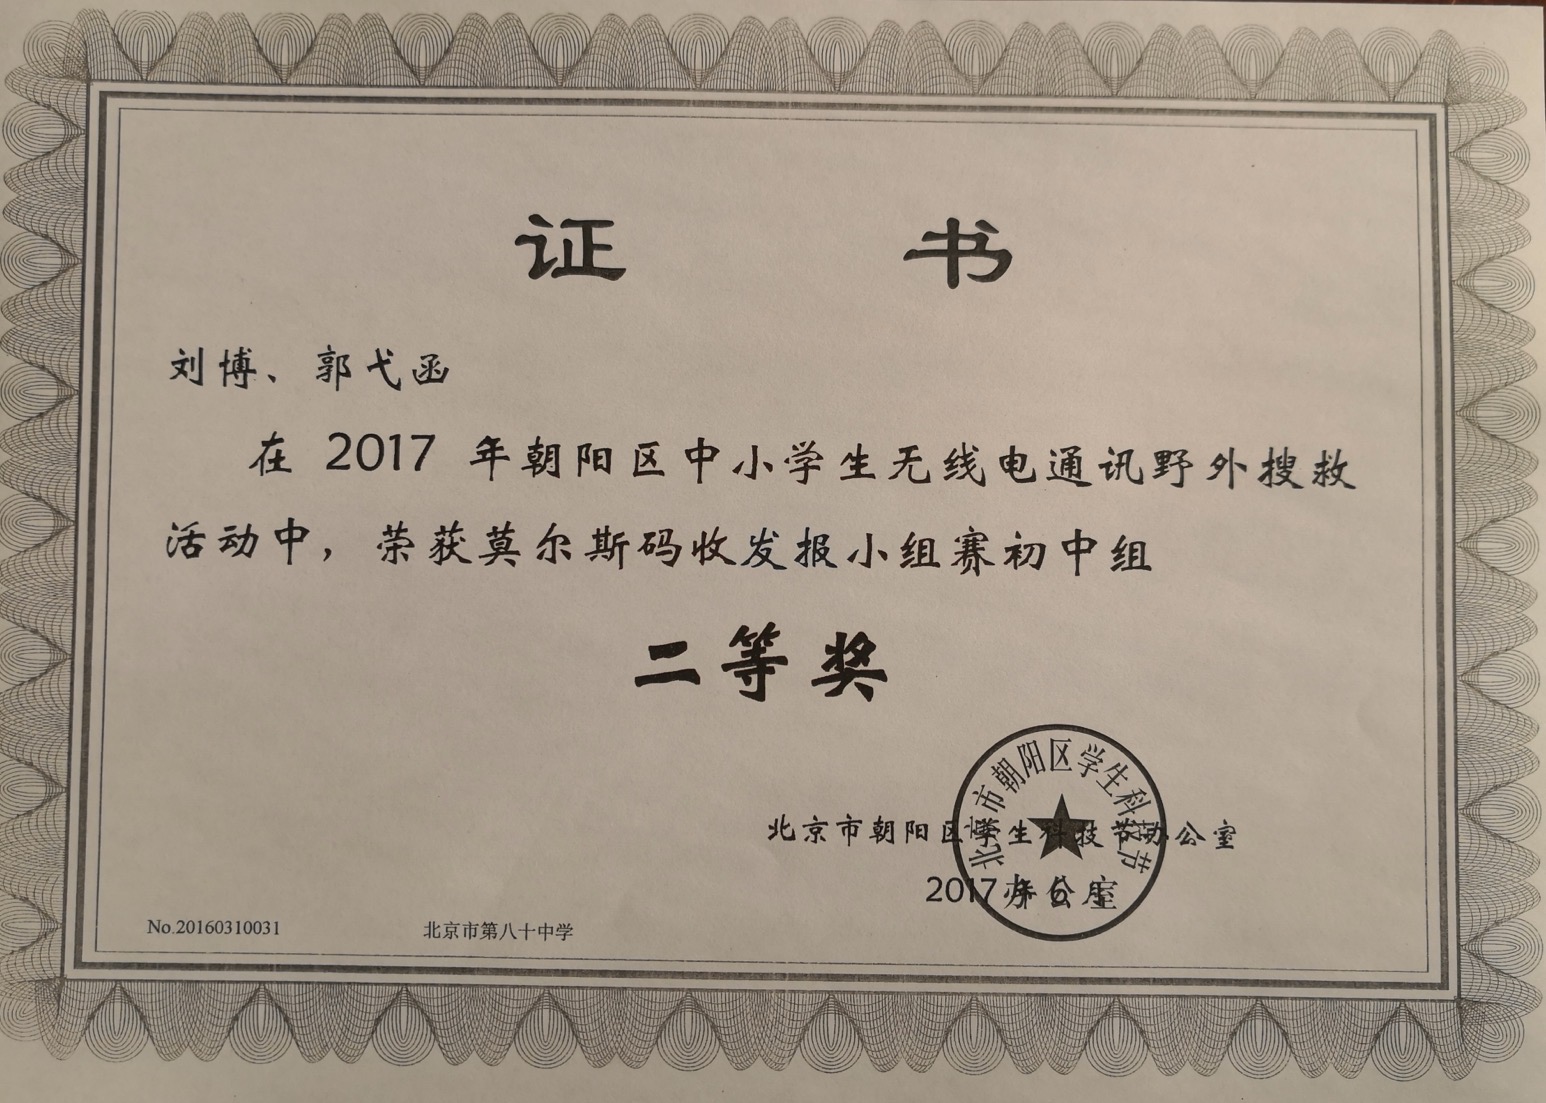 证 书
刘博、郭弋函
在 2017 年朝阳区中小学生无线电通讯野外搜救
活动中，荣获莫尔斯码收发报小组赛初中组
二等奖
北京市朝阳区学生科技节办公室
2017 年 6 月
北京市朝阳区学生科技节
办公室
No.20160310031
北京市第八十中学